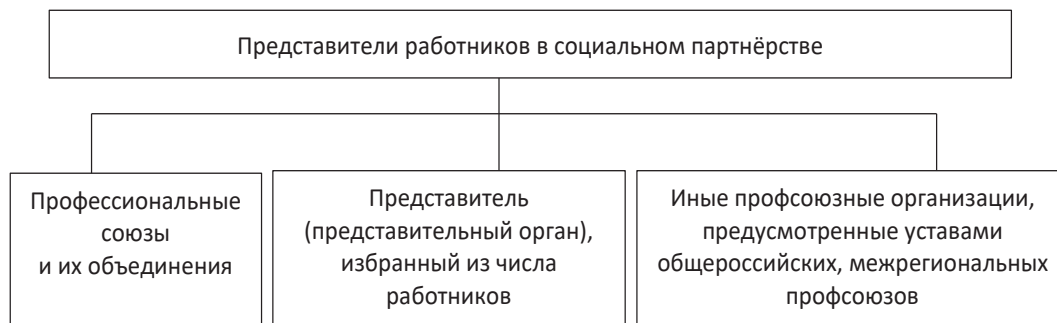 Представители работников в социальном партнёрстве
Профессиональные
союзы
и их объединения
Представитель
(представительный орган),
избранный из числа
работников
Иные профсоюзные организации,
предусмотренные уставами
общероссийских, межрегиональных
профсоюзов